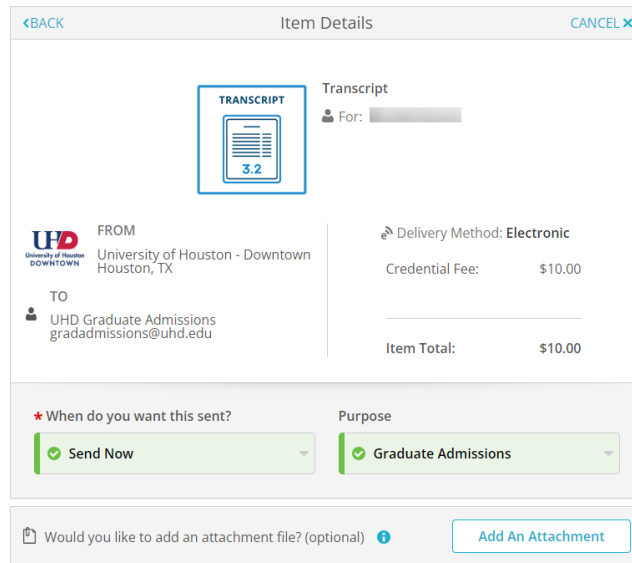 BACK
Item Details
CANCEL
TRANSCRIPT
3.2
Transcript
For:
UHD
University of Houston
DOWNTOWN
FROM
University of Houston - Downtown
Houston, TX
TO
UHD Graduate Admissions
gradadmissions@uhd.edu
Delivery Method: Electronic
Credential Fee: $10.00
Item Total: $10.00
* When do you want this sent?
Send Now
Purpose
Graduate Admissions
Would you like to add an attachment file? (optional)
Add An Attachment